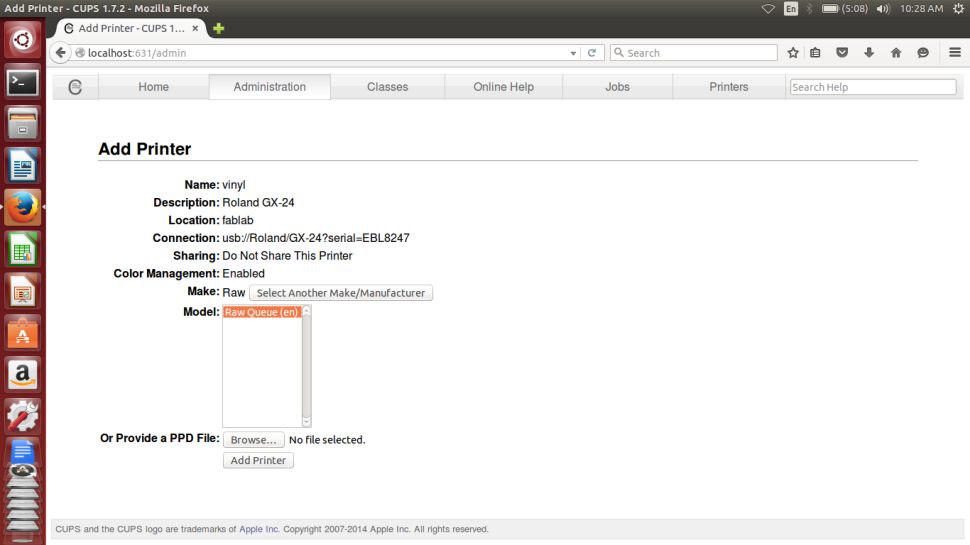 Add Printer - CUPS 1.7.2 - Mozilla Firefox
En (5:08) 10:28 AM
Add Printer - CUPS 1.... ×
localhost:631/admin
Search
Home Administration Classes Online Help Jobs Printers Search Help
Add Printer
Name: vinyl
Description: Roland GX-24
Location: fablab
Connection: usb://Roland/GX-24?serial=EBL8247
Sharing: Do Not Share This Printer
Color Management: Enabled
Make: Raw Select Another Make/Manufacturer
Model: Raw Queue (en)
Or Provide a PPD File: Browse... No file selected.
Add Printer
CUPS and the CUPS logo are trademarks of Apple Inc. Copyright 2007-2014 Apple Inc. All rights reserved.